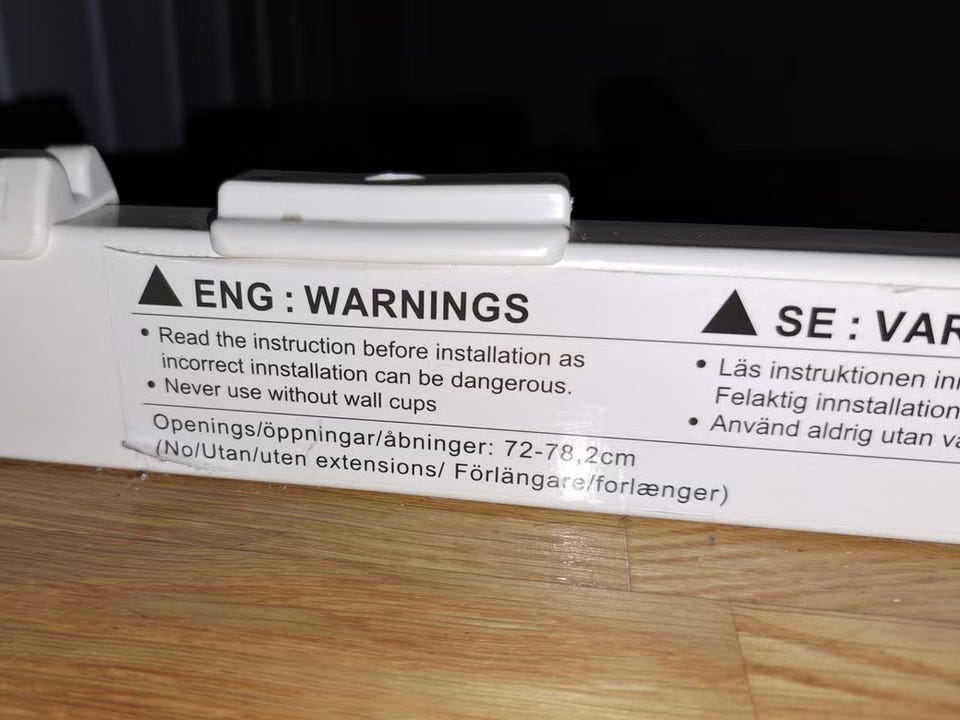 ENG : WARNINGS
• Read the instruction before installation as
incorrect innstallation can be dangerous.
• Never use without wall cups
Openings/öppningar/åbninger: 72-78,2cm
(No/Utan/uten extensions/ Förlängare/forlænger)
SE : VAR
• Läs instruktionen in
Felaktig innstallation
• Använd aldrig utan va